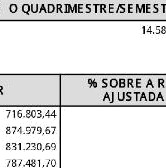 O QUADRIMESTRE/SEMEST
14.58
R
% SOBRE A R
AJUSTADA
716.803,44
874.979,67
831.230,69
787.481,70